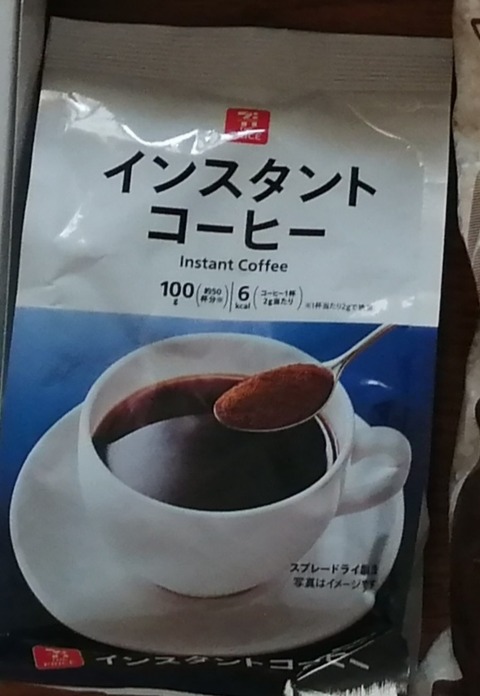 PRICE
インスタント
コーヒー
Instant Coffee
100g(約50杯分※) 6kcal(コーヒー1杯2g当たり) ※1杯当たり2gで
スプレードライ製法
写真はイメージです
インスタントコーヒー